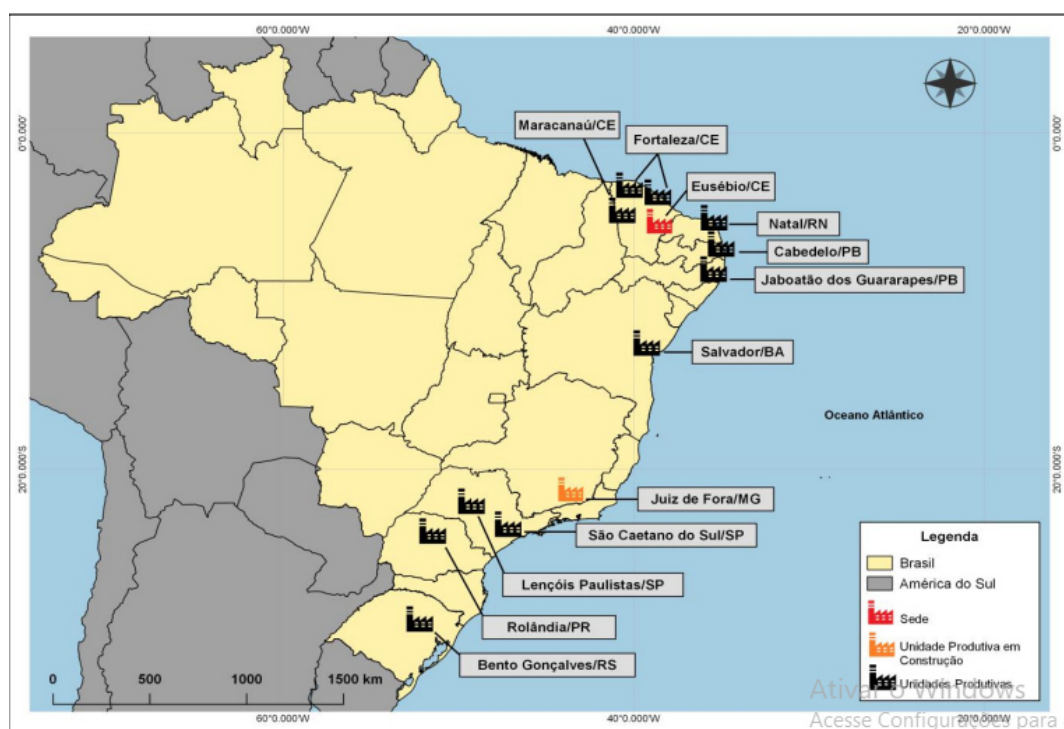 60°0.000'W
40°0.000'W
20°0.000'W
0°0.000'
0°0.000'
Maracanaú/CE
Fortaleza/CE
Eusébio/CE
Natal/RN
Cabedelo/PB
Jaboatão dos Guararapes/PB
Salvador/BA
Oceano Atlântico
20°0.000'S
20°0.000'S
Juiz de Fora/MG
São Caetano do Sul/SP
Lençóis Paulistas/SP
Rolândia/PR
Bento Gonçalves/RS
Legenda
Brasil
América do Sul
Sede
Unidade Produtiva em
Construção
Unidades Produtivas
0 500 1000 1500 km
60°0.000'W
40°0.000'W
20°0.000'W
Ativar o Windows
Acesse Configurações para